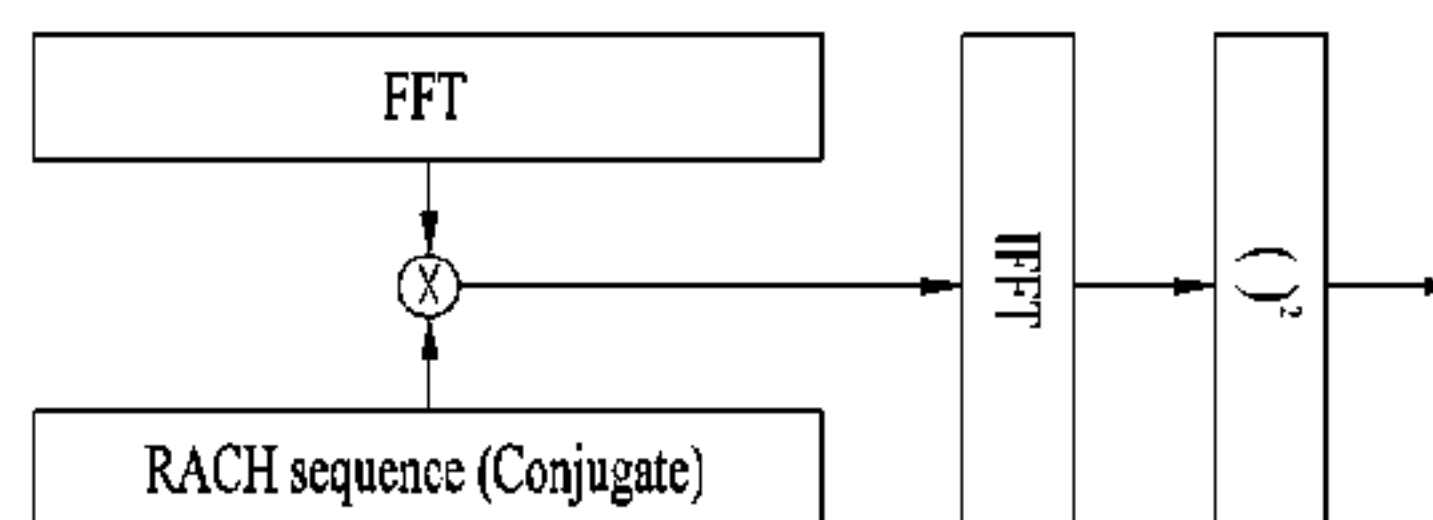 FFT
X
IFFT
( )²
RACH sequence (Conjugate)